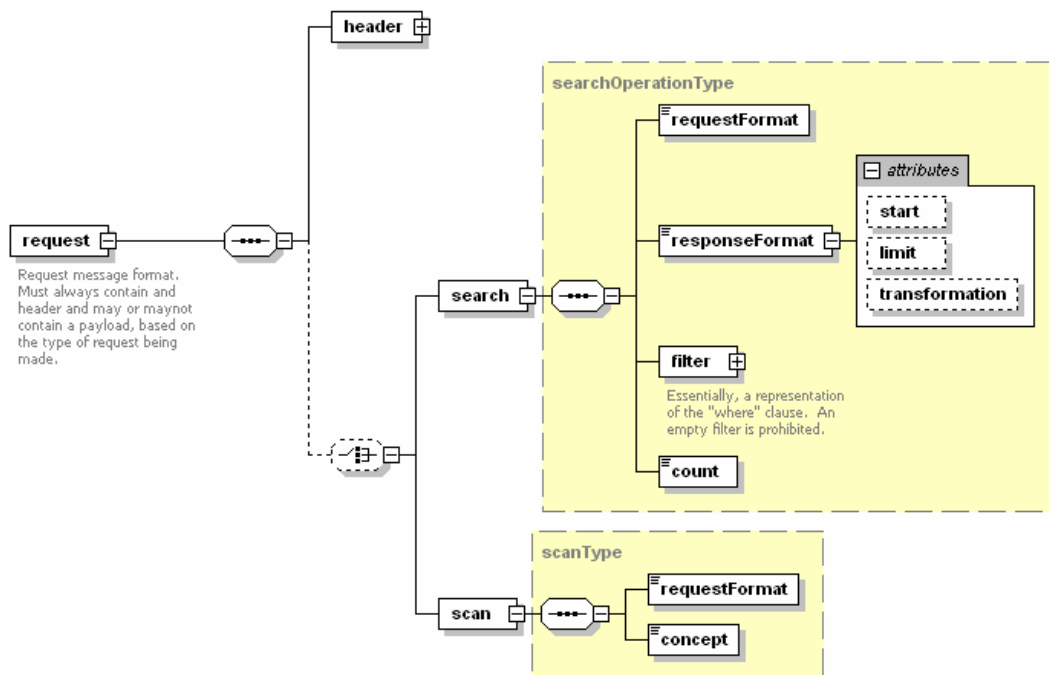 header
searchOperationType
requestFormat
attributes
start
request
responseFormat
limit
Request message format.
Must always contain and
header and may or maynot
contain a payload, based on
the type of request being
made.
search
transformation
filter
Essentially, a representation
of the "where" clause. An
empty filter is prohibited.
count
scanType
requestFormat
scan
concept